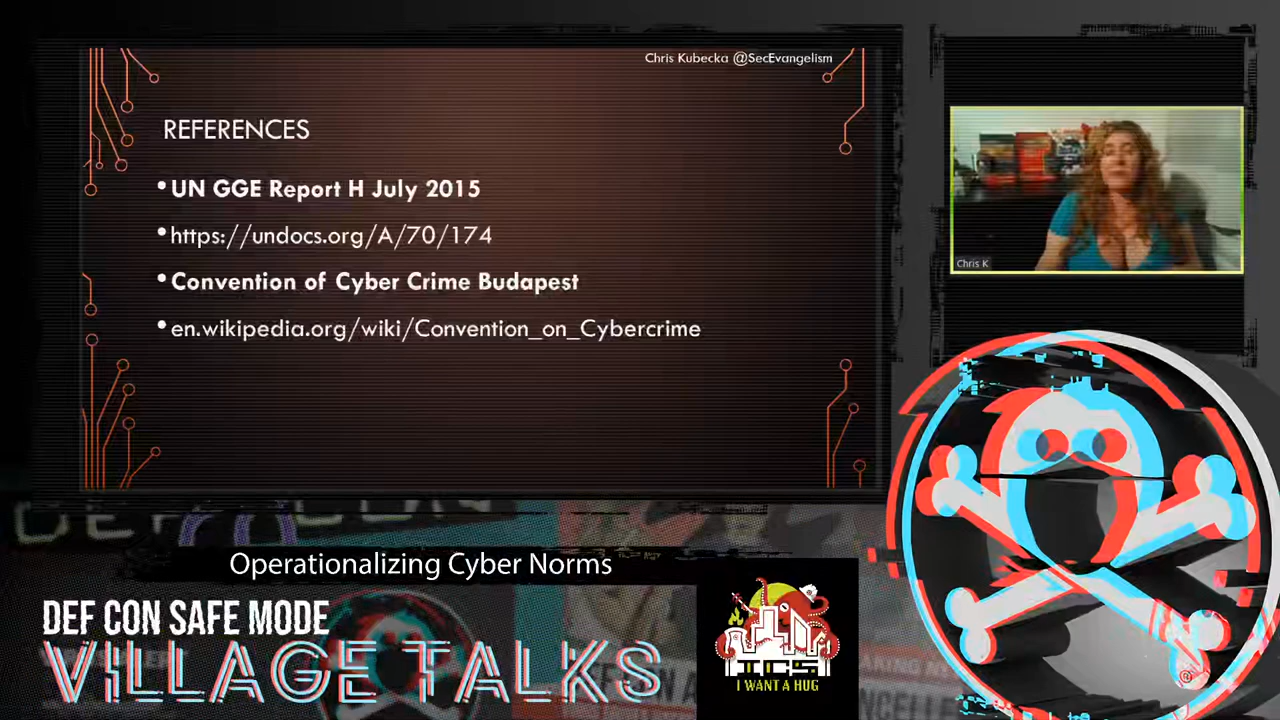 Chris Kubecka @SecEvangelism
REFERENCES
• UN GGE Report H July 2015
• https://undocs.org/A/70/174
• Convention of Cyber Crime Budapest
• en.wikipedia.org/wiki/Convention_on_Cybercrime
Chris K
Operationalizing Cyber Norms
DEF CON SAFE MODE
VILLAGE TALKS
ICS
I WANT A HUG